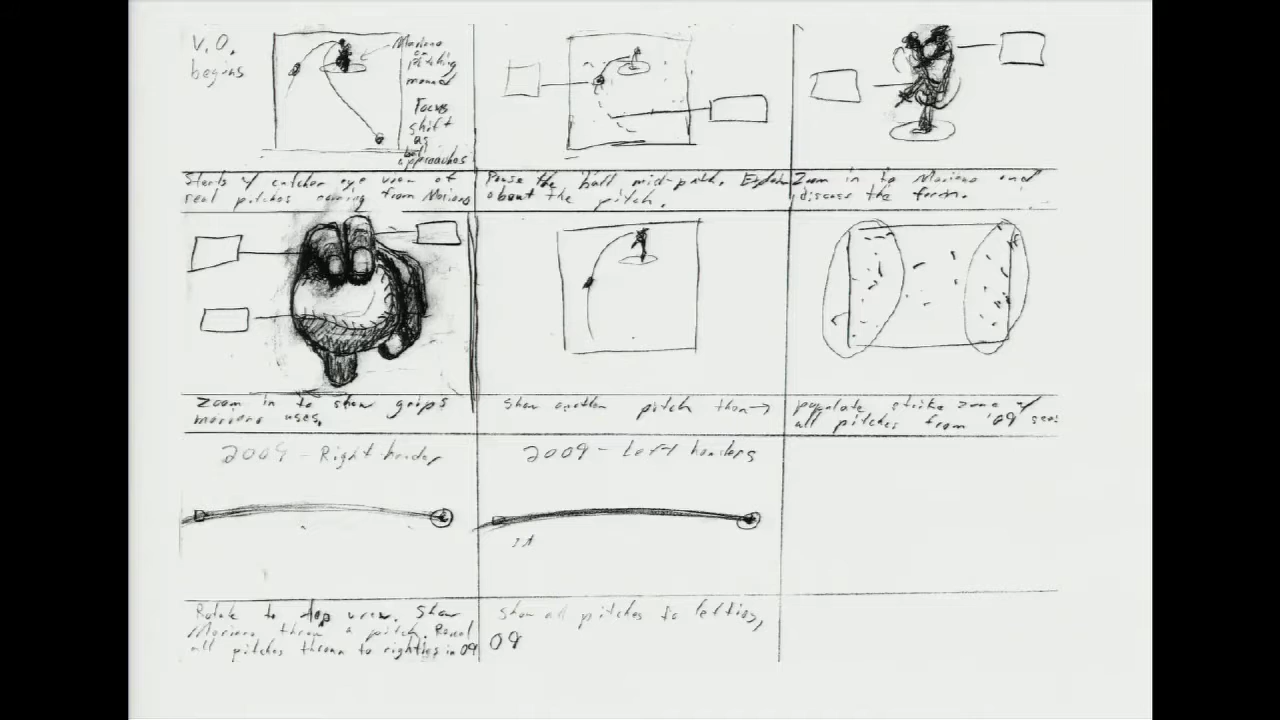 V.O.
begins
Mariano
on
pitching
mound
Focus
shift
as
ball
approaches
Starts w/ catcher eye view of
real pitches coming from Mariano
Pause the ball mid-pitch. Explain
about the pitch.
Zoom in to Mariano and
discuss the form.
Zoom in to show grips
mariano uses.
Show another pitch then →
populate strike zone w/
all pitches from '09
2009 - Right hander
2009 - Left handers
Rotate to top view. Show
Mariano throw a pitch. Reveal
all pitches thrown to righties in 09
Show all pitches to lefties,
09